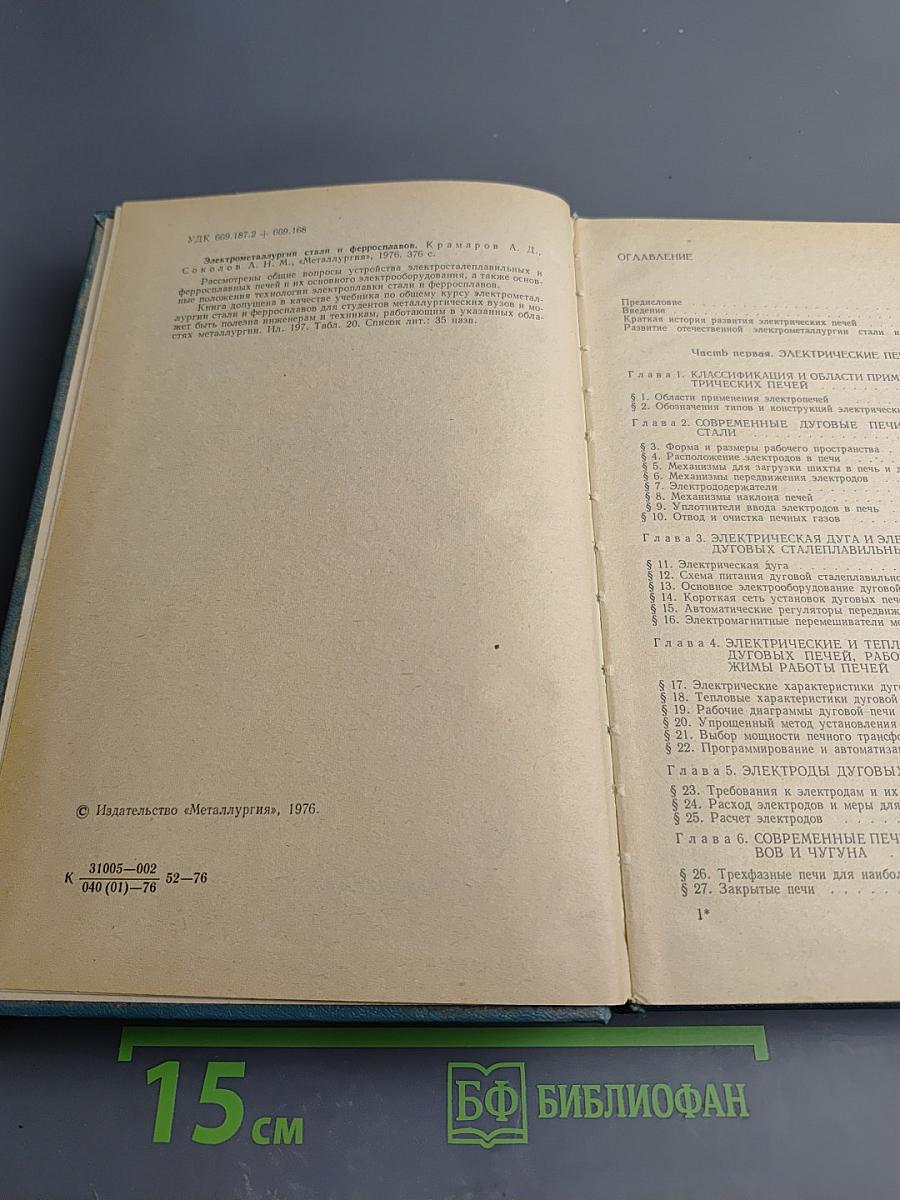 УДК 669.187.2 + 669.168
Электрометаллургия стали и ферросплавов. Крамаров А. Д.,
Соколов А. Н. М., «Металлургия», 1976. 376 с.
Рассмотрены общие вопросы устройства электросталеплавильных и
ферросплавных печей и их основного электрооборудования, а также основ-
ные положения технологии электроплавки стали и ферросплавов.
Книга допущена в качестве учебника по общему курсу электрометал-
лургии стали и ферросплавов для студентов металлургических вузов и мо-
жет быть полезна инженерам и техникам, работающим в указанных обла-
стях металлургии. Ил. 197. Табл. 20. Список лит.: 35 назв.
© Издательство «Металлургия», 1976.
К 31005—002
040 (01)—76 52—76
ОГЛАВЛЕНИЕ
Предисловие
Введение
Краткая история развития электрических печей
Развитие отечественной электрометаллургии стали и
Часть первая. ЭЛЕКТРИЧЕСКИЕ ПЕ
Глава 1. КЛАССИФИКАЦИЯ И ОБЛАСТИ ПРИМ
ТРИЧЕСКИХ ПЕЧЕЙ
§ 1. Области применения электропечей
§ 2. Обозначения типов и конструкций электрическ
Глава 2. СОВРЕМЕННЫЕ ДУГОВЫЕ ПЕЧИ
СТАЛИ
§ 3. Форма и размеры рабочего пространства
§ 4. Расположение электродов в печи
§ 5. Механизмы для загрузки шихты в печь и д
§ 6. Механизмы передвижения электродов
§ 7. Электрододержатели
§ 8. Механизмы наклона печей
§ 9. Уплотнители ввода электродов в печь
§ 10. Отвод и очистка печных газов
Глава 3. ЭЛЕКТРИЧЕСКАЯ ДУГА И ЭЛЕ
ДУГОВЫХ СТАЛЕПЛАВИЛЬН
§ 11. Электрическая дуга
§ 12. Схема питания дуговой сталеплавильно
§ 13. Основное электрооборудование дуговой
§ 14. Короткая сеть установок дуговых печ
§ 15. Автоматические регуляторы передвиж
§ 16. Электромагнитные перемешиватели ме
Глава 4. ЭЛЕКТРИЧЕСКИЕ И ТЕПЛ
ДУГОВЫХ ПЕЧЕЙ, РАБО
ЖИМЫ РАБОТЫ ПЕЧЕЙ
§ 17. Электрические характеристики дуг
§ 18. Тепловые характеристики дуговой
§ 19. Рабочие диаграммы дуговой печи
§ 20. Упрощенный метод установления
§ 21. Выбор мощности печного трансфо
§ 22. Программирование и автоматиза
Глава 5. ЭЛЕКТРОДЫ ДУГОВЫ
§ 23. Требования к электродам и их
§ 24. Расход электродов и меры для
§ 25. Расчет электродов
Глава 6. СОВРЕМЕННЫЕ ПЕЧ
ВОВ И ЧУГУНА
§ 26. Трехфазные печи для наибол
§ 27. Закрытые печи
1*
15 см
БФ БИБЛИОФАН